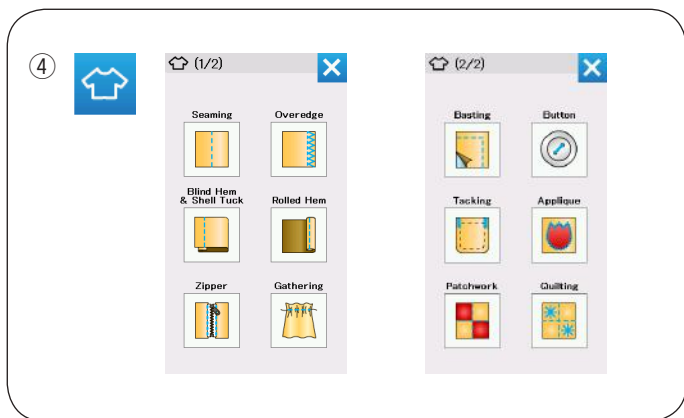 ④
(1/2)
Seaming Overedge
Blind Hem
& Shell Tuck Rolled Hem
Zipper Gathering
(2/2)
Basting Button
Tacking Applique
Patchwork Quilting